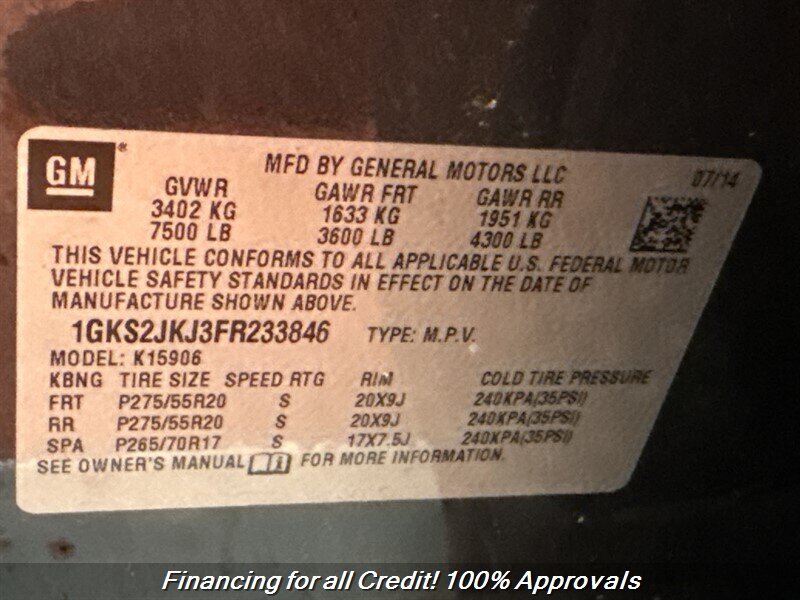 GM
MFD BY GENERAL MOTORS LLC 07/14
GVWR GAWR FRT GAWR RR
3402 KG 1633 KG 1951 KG
7500 LB 3600 LB 4300 LB
THIS VEHICLE CONFORMS TO ALL APPLICABLE U.S. FEDERAL MOTOR
VEHICLE SAFETY STANDARDS IN EFFECT ON THE DATE OF
MANUFACTURE SHOWN ABOVE.
1GKS2JKJ3FR233846 TYPE: M.P.V.
MODEL: K15906
KBNG TIRE SIZE SPEED RTG RIM COLD TIRE PRESSURE
FRT P275/55R20 S 20X9J 240KPA(35PSI)
RR P275/55R20 S 20X9J 240KPA(35PSI)
SPA P265/70R17 S 17X7.5J 240KPA(35PSI)
SEE OWNER'S MANUAL FOR MORE INFORMATION.
Financing for all Credit! 100% Approvals